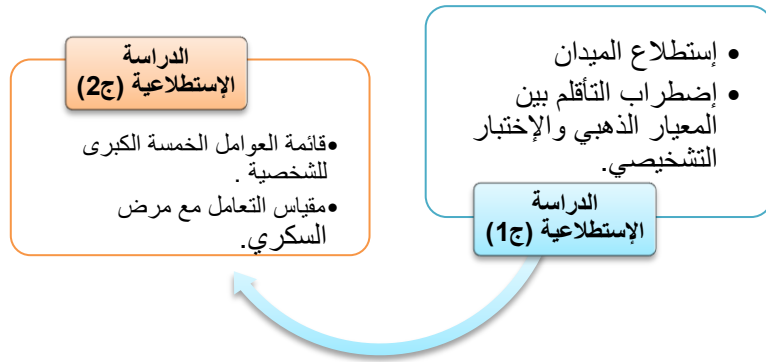 • إستطلاع الميدان
• إضطراب التأقلم بين
المعيار الذهبي والإختبار
التشخيصي.
الدراسة
الإستطلاعية (ج1)
الدراسة
الإستطلاعية (ج2)
•قائمة العوامل الخمسة الكبرى
للشخصية .
•مقياس التعامل مع مرض
السكري.